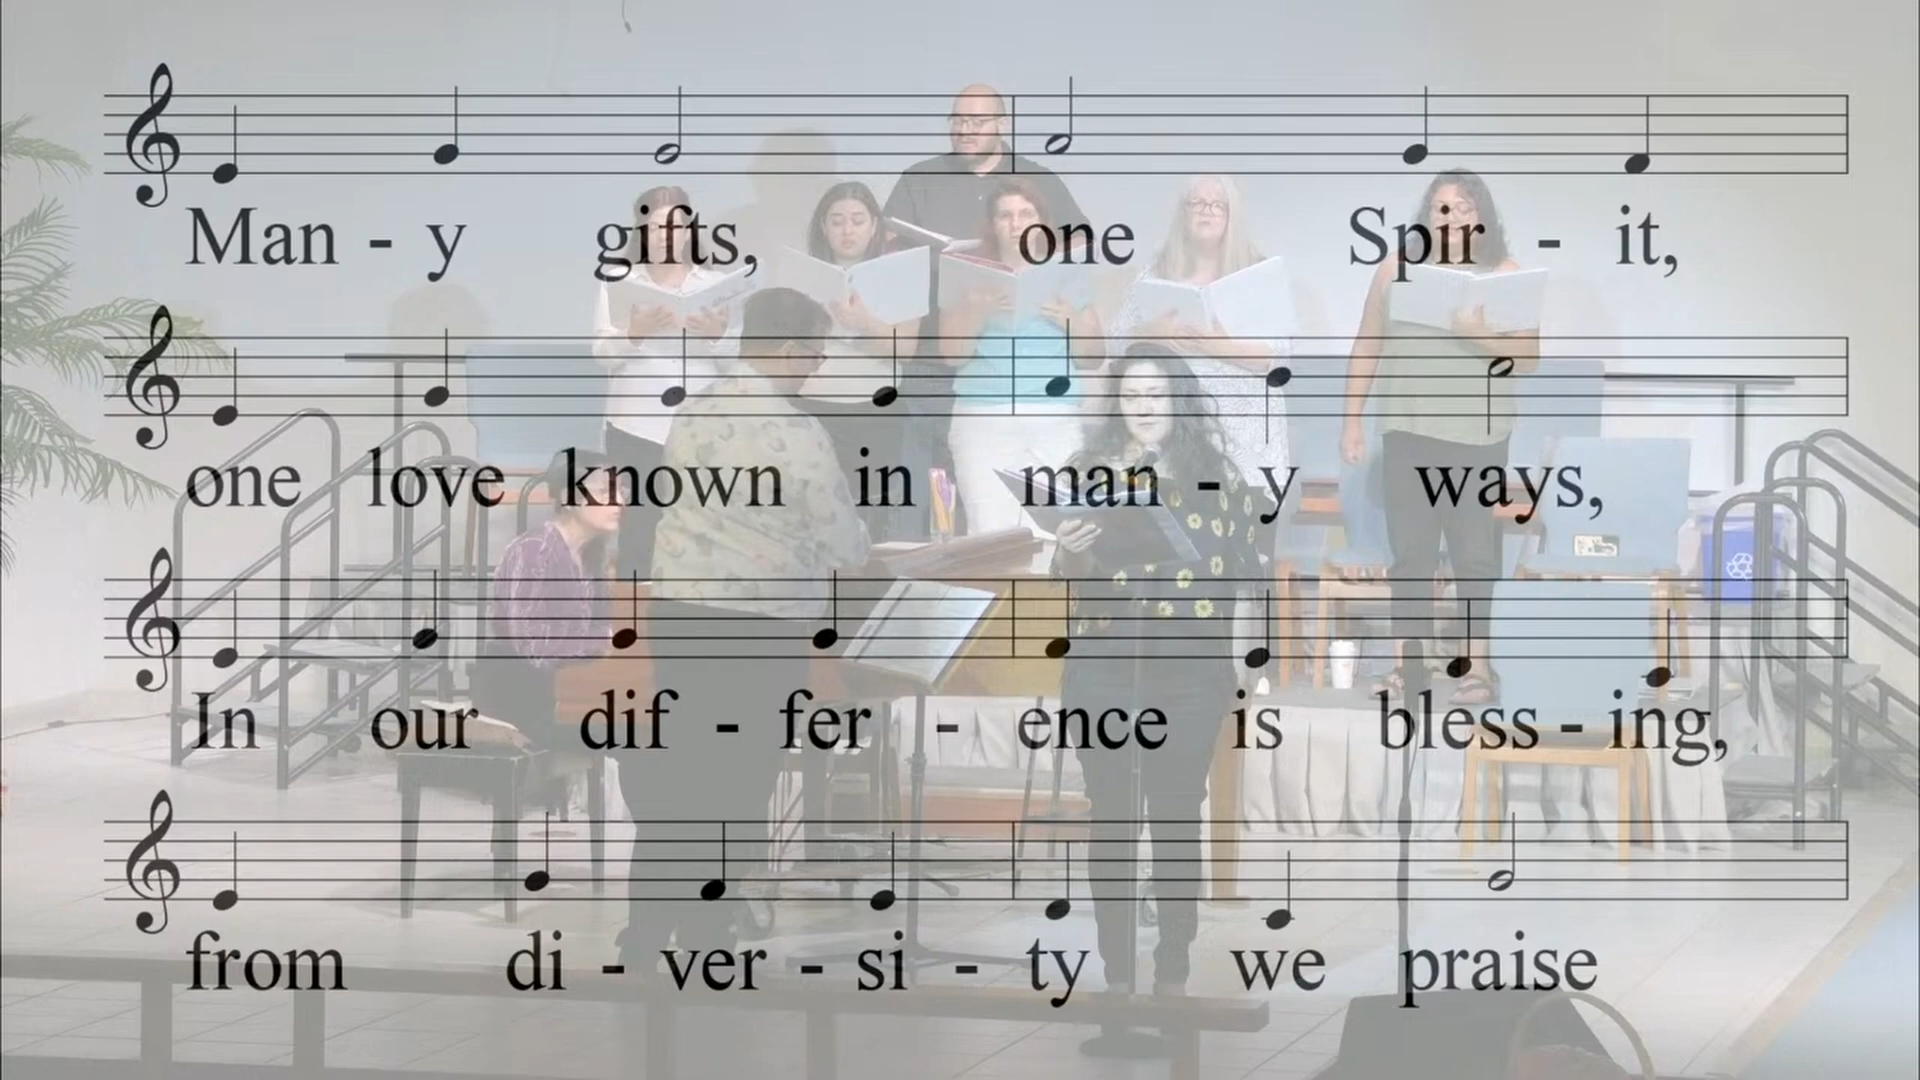 Man - y gifts, one Spir - it,
one love known in man - y ways,
In our dif - fer - ence is bless - ing,
from di - ver - si - ty we praise